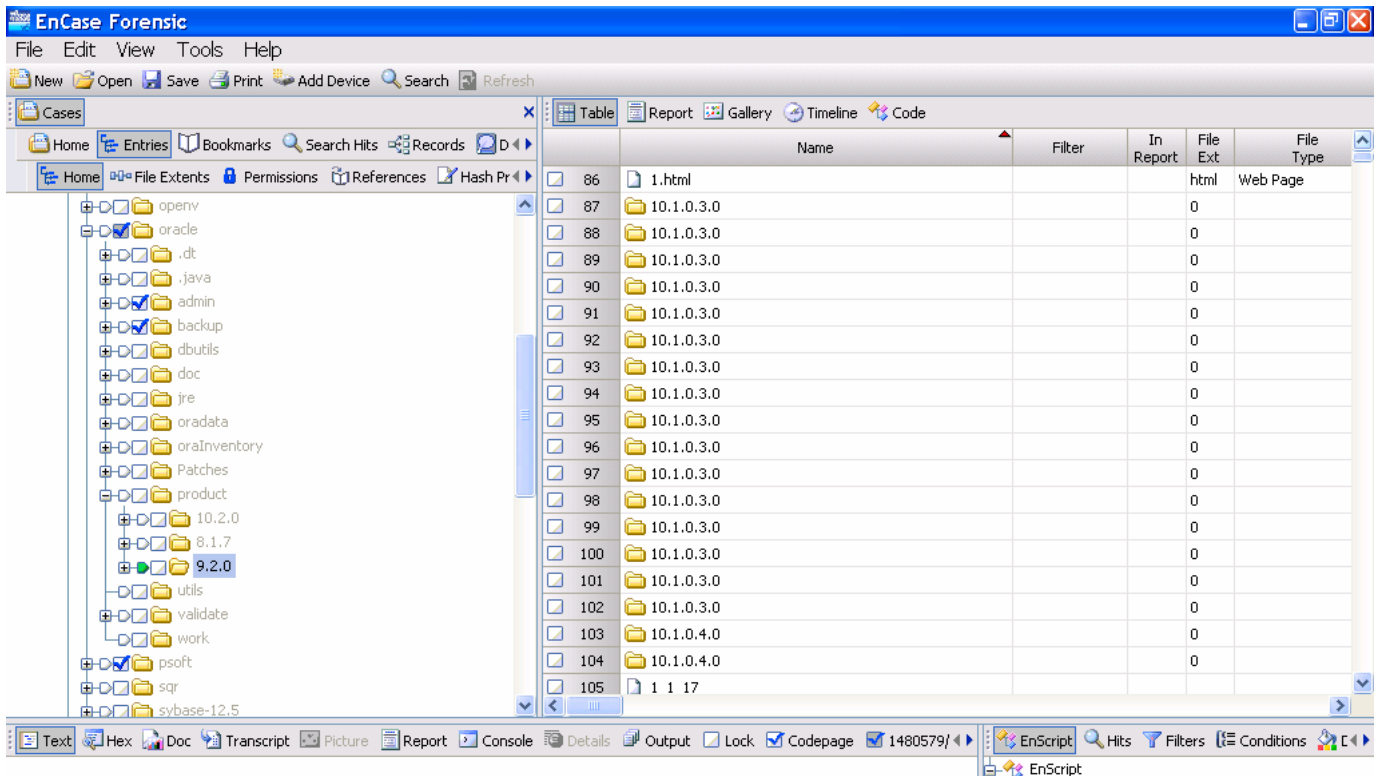 EnCase Forensic
File Edit View Tools Help
New Open Save Print Add Device Search Refresh
Cases
Home Entries Bookmarks Search Hits Records D
Home File Extents Permissions References Hash Pr
openv
oracle
.dt
.java
admin
backup
dbutils
doc
jre
oradata
oraInventory
Patches
product
10.2.0
8.1.7
9.2.0
utils
validate
work
psoft
sqr
sybase-12.5
Table Report Gallery Timeline Code
Name Filter In Report File Ext File Type
86 1.html html Web Page
87 10.1.0.3.0 0
88 10.1.0.3.0 0
89 10.1.0.3.0 0
90 10.1.0.3.0 0
91 10.1.0.3.0 0
92 10.1.0.3.0 0
93 10.1.0.3.0 0
94 10.1.0.3.0 0
95 10.1.0.3.0 0
96 10.1.0.3.0 0
97 10.1.0.3.0 0
98 10.1.0.3.0 0
99 10.1.0.3.0 0
100 10.1.0.3.0 0
101 10.1.0.3.0 0
102 10.1.0.3.0 0
103 10.1.0.4.0 0
104 10.1.0.4.0 0
105 1 1 17
Text Hex Doc Transcript Picture Report Console Details Output Lock Codepage 1480579/
EnScript Hits Filters Conditions
EnScript